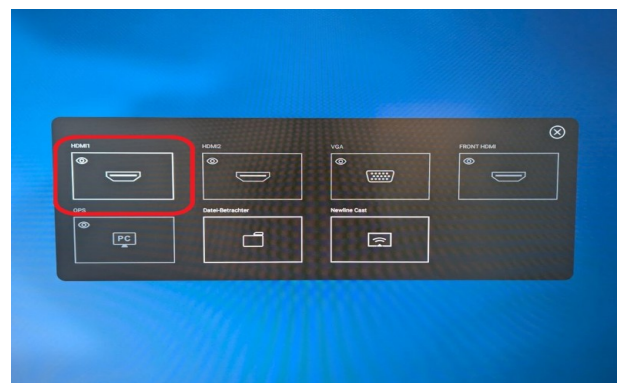 HDMI1
HDMI2
VGA
FRONT HDMI
OPS
PC
Datei-Betrachter
Newline Cast